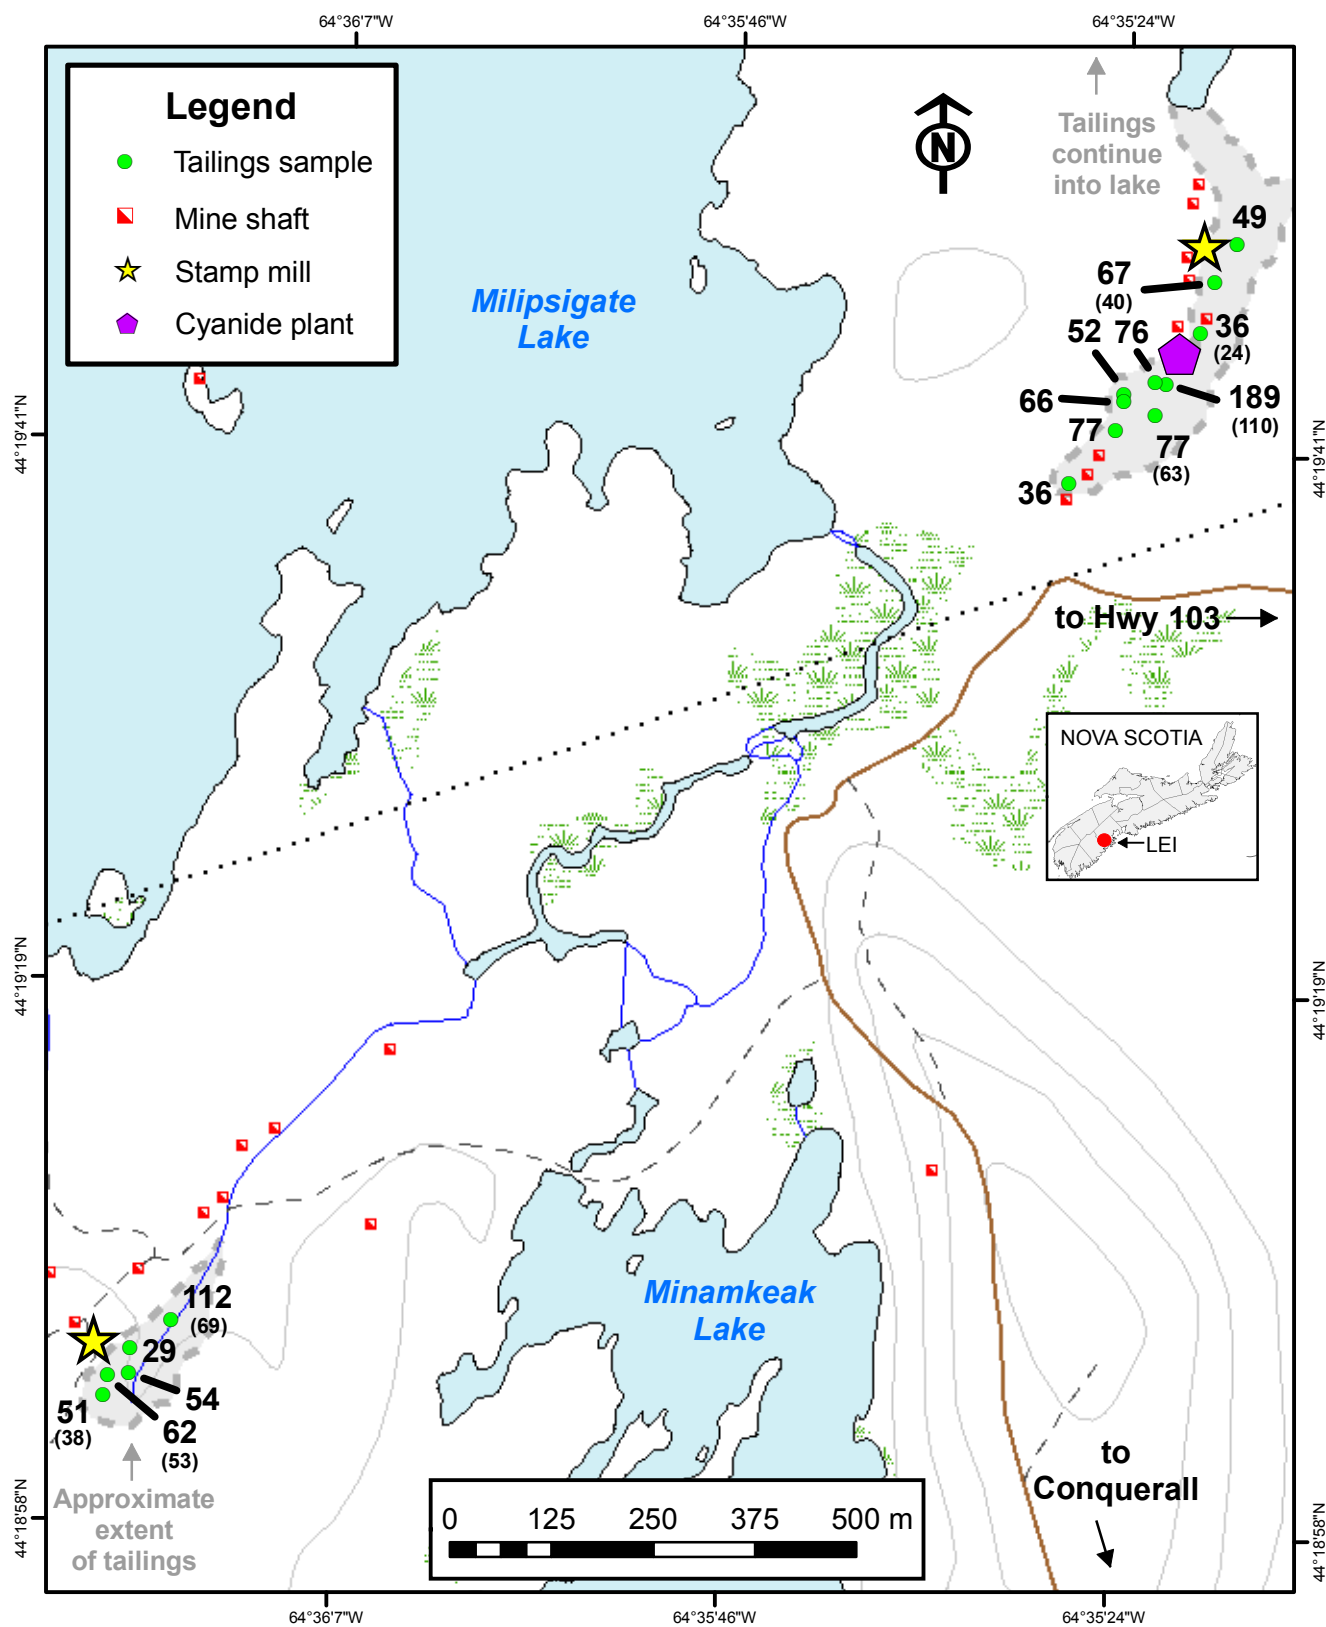 64°36'7"W
64°35'46"W
64°35'24"W
Legend
Tailings sample
Mine shaft
Stamp mill
Cyanide plant
N
Tailings
continue
into lake
Milipsigate
Lake
49
67
(40)
52
76
36
(24)
66
189
(110)
77
77
(63)
36
44°19'41"N
44°19'41"N
to Hwy 103
NOVA SCOTIA
LEI
44°19'19"N
44°19'19"N
Minamkeak
Lake
112
(69)
29
54
51
(38)
62
(53)
Approximate
extent
of tailings
to
Conquerall
0 125 250 375 500 m
44°18'58"N
44°18'58"N
64°36'7"W
64°35'46"W
64°35'24"W